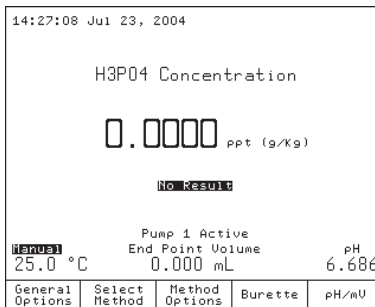 14:27:08 Jul 23, 2004
H3PO4 Concentration
0.0000 ppt (g/Kg)
No Result
Pump 1 Active
Manual End Point Volume pH
25.0 °C 0.000 mL 6.686
General Options Select Method Method Options Burette pH/mV